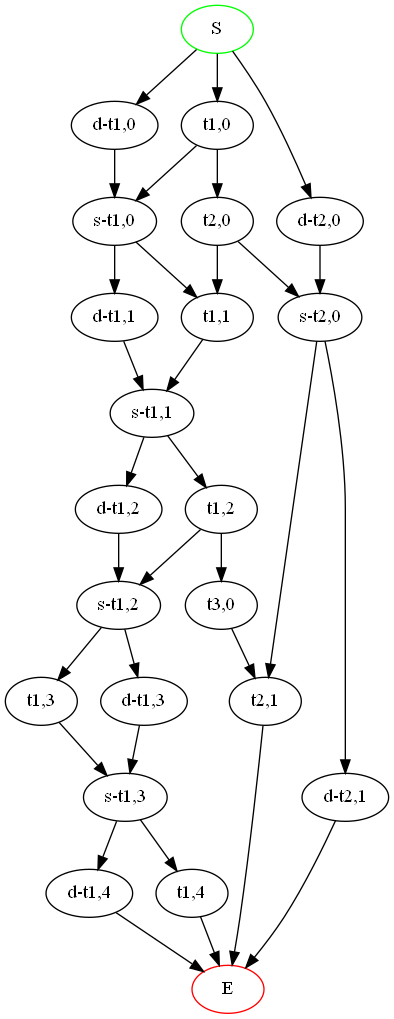 S
d-t1,0
t1,0
s-t1,0
t2,0
d-t2,0
d-t1,1
t1,1
s-t2,0
s-t1,1
d-t1,2
t1,2
s-t1,2
t3,0
t1,3
d-t1,3
t2,1
s-t1,3
d-t2,1
d-t1,4
t1,4
E